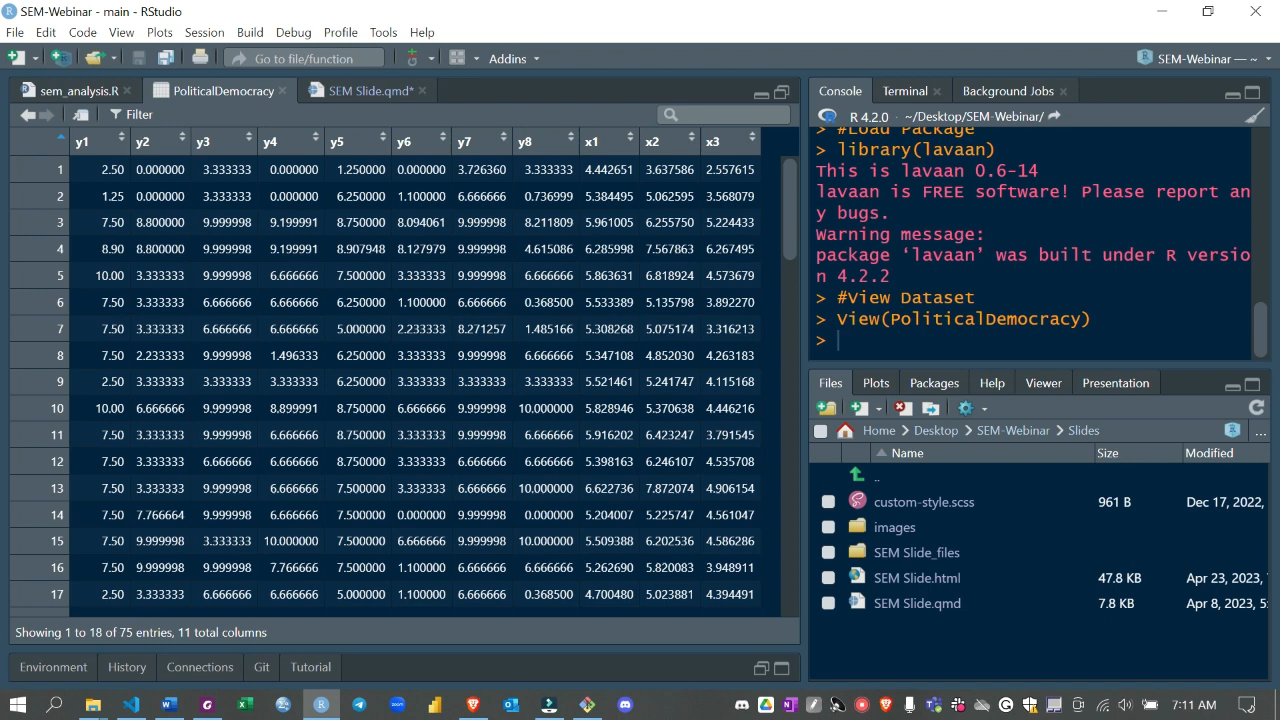 SEM-Webinar - main - RStudio
File Edit Code View Plots Session Build Debug Profile Tools Help
Go to file/function Addins SEM-Webinar — ~
sem_analysis.R PoliticalDemocracy SEM Slide.qmd*
Filter
y1 y2 y3 y4 y5 y6 y7 y8 x1 x2 x3
1 2.50 0.000000 3.333333 0.000000 1.250000 0.000000 3.726360 3.333333 4.442651 3.637586 2.557615
2 1.25 0.000000 3.333333 0.000000 6.250000 1.100000 6.666666 0.736999 5.384495 5.062595 3.568079
3 7.50 8.800000 9.999998 9.199991 8.750000 8.094061 9.999998 8.211809 5.961005 6.255750 5.224433
4 8.90 8.800000 9.999998 9.199991 8.907948 8.127979 9.999998 4.615086 6.285998 7.567863 6.267495
5 10.00 3.333333 9.999998 6.666666 7.500000 3.333333 9.999998 6.666666 5.863631 6.818924 4.573679
6 7.50 3.333333 6.666666 6.666666 6.250000 1.100000 6.666666 0.368500 5.533389 5.135798 3.892270
7 7.50 3.333333 6.666666 6.666666 5.000000 2.233333 8.271257 1.485166 5.308268 5.075174 3.316213
8 7.50 2.233333 9.999998 1.496333 6.250000 3.333333 9.999998 6.666666 5.347108 4.852030 4.263183
9 2.50 3.333333 3.333333 3.333333 6.250000 3.333333 3.333333 3.333333 5.521461 5.241747 4.115168
10 10.00 6.666666 9.999998 8.899991 8.750000 6.666666 9.999998 10.000000 5.828946 5.370638 4.446216
11 7.50 3.333333 9.999998 6.666666 8.750000 3.333333 9.999998 6.666666 5.916202 6.423247 3.791545
12 7.50 3.333333 6.666666 6.666666 8.750000 3.333333 6.666666 6.666666 5.398163 6.246107 4.535708
13 7.50 3.333333 9.999998 6.666666 7.500000 3.333333 6.666666 10.000000 6.622736 7.872074 4.906154
14 7.50 7.766664 9.999998 6.666666 7.500000 0.000000 9.999998 0.000000 5.204007 5.225747 4.561047
15 7.50 9.999998 3.333333 10.000000 7.500000 6.666666 9.999998 10.000000 5.509388 6.202536 4.586286
16 7.50 9.999998 9.999998 7.766666 7.500000 1.100000 6.666666 6.666666 5.262690 5.820083 3.948911
17 2.50 3.333333 6.666666 6.666666 5.000000 1.100000 6.666666 0.368500 4.700480 5.023881 4.394491
Showing 1 to 18 of 75 entries, 11 total columns
Environment History Connections Git Tutorial
Console Terminal Background Jobs
R 4.2.0 · ~/Desktop/SEM-Webinar/
> #Load Package
> library(lavaan)
This is lavaan 0.6-14
lavaan is FREE software! Please report an
y bugs.
Warning message:
package ‘lavaan’ was built under R versio
n 4.2.2
> #View Dataset
> View(PoliticalDemocracy)
>
Files Plots Packages Help Viewer Presentation
Home > Desktop > SEM-Webinar > Slides ...
Name Size Modified
..
custom-style.scss 961 B Dec 17, 2022,
images
SEM Slide_files
SEM Slide.html 47.8 KB Apr 23, 2023,
SEM Slide.qmd 7.8 KB Apr 8, 2023, 5:
7:11 AM